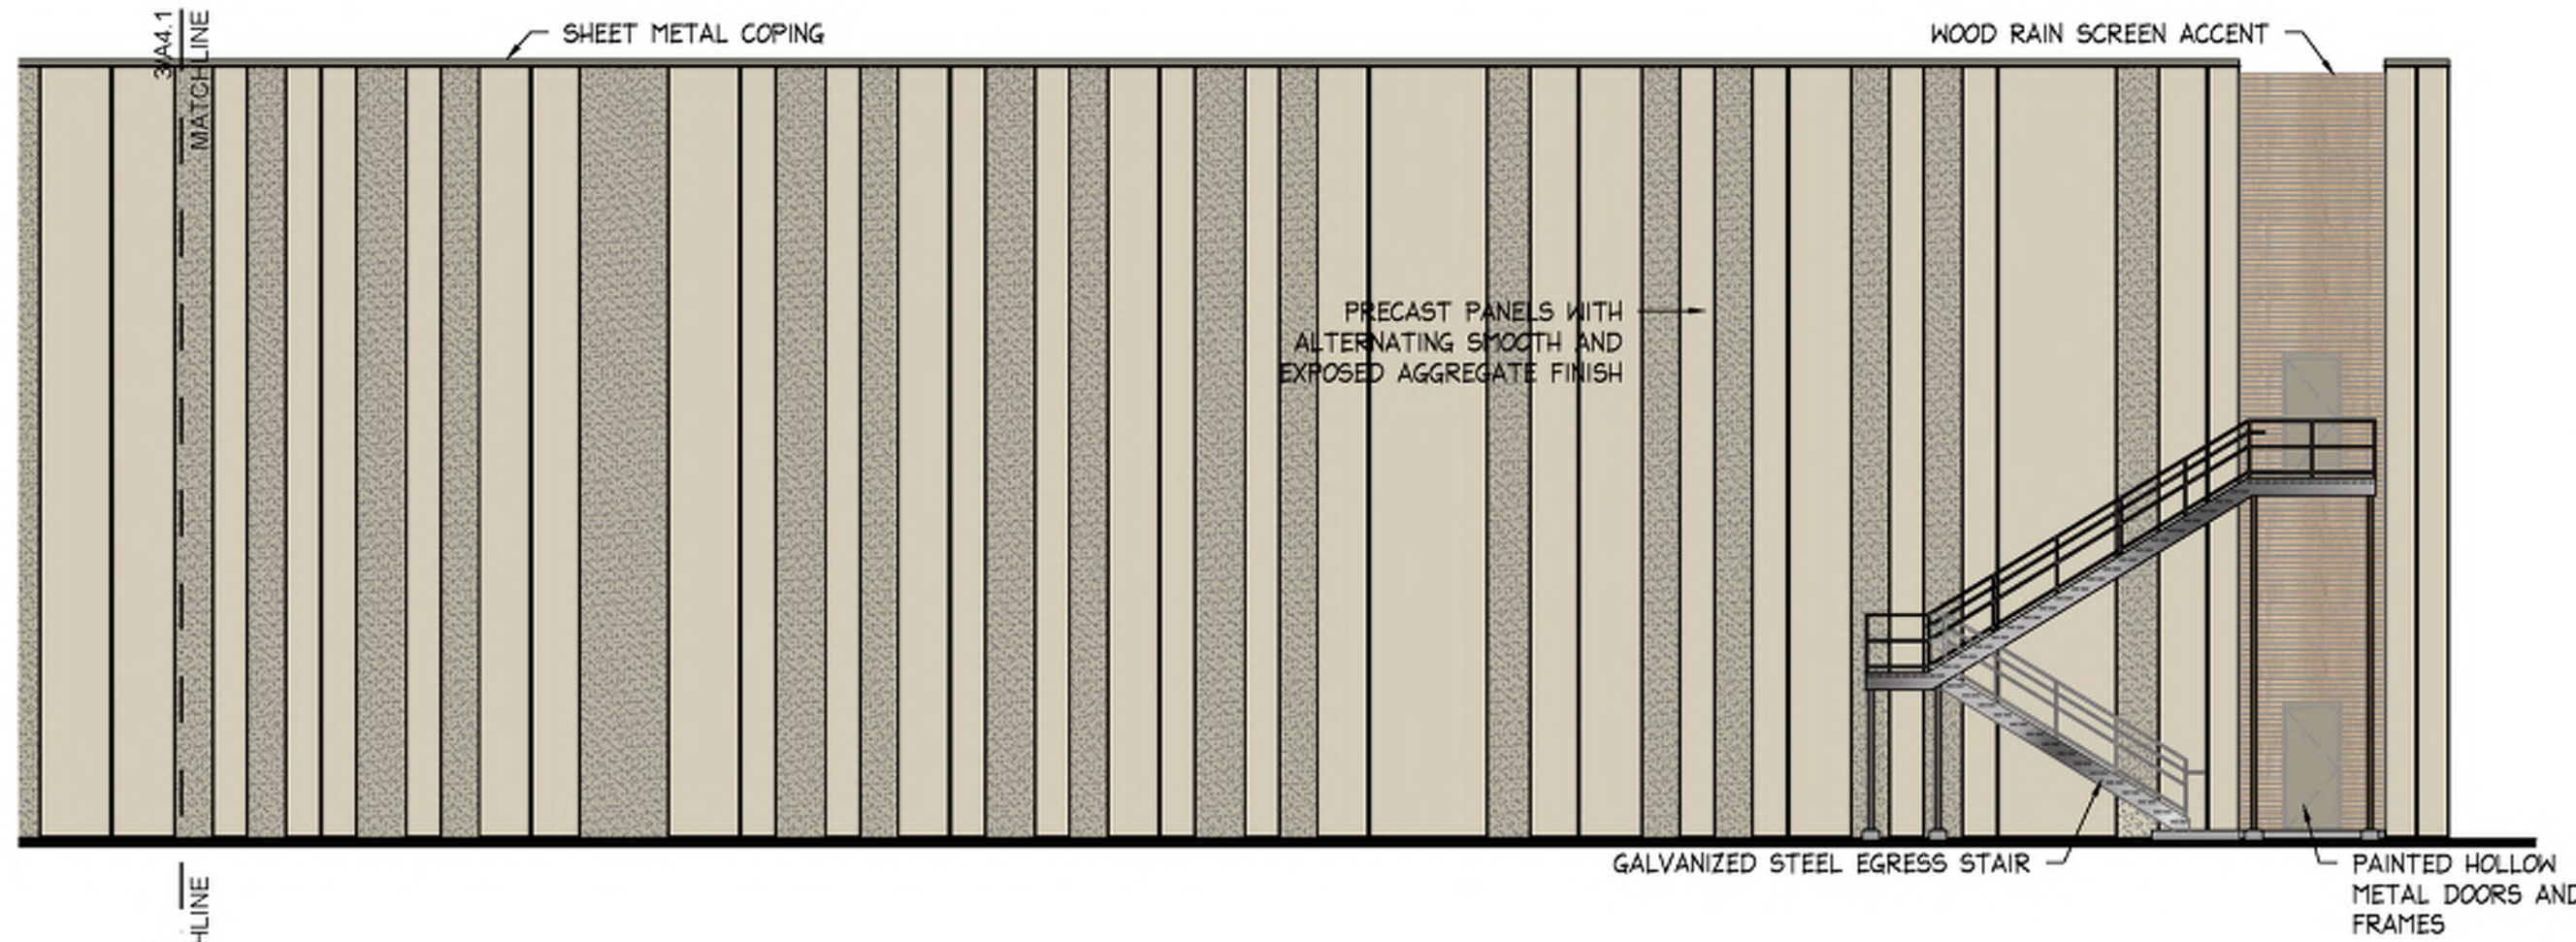 3/A4.1
MATCHLINE
SHEET METAL COPING
WOOD RAIN SCREEN ACCENT
PRECAST PANELS WITH
ALTERNATING SMOOTH AND
EXPOSED AGGREGATE FINISH
GALVANIZED STEEL EGRESS STAIR
PAINTED HOLLOW
METAL DOORS AND
FRAMES
HLINE